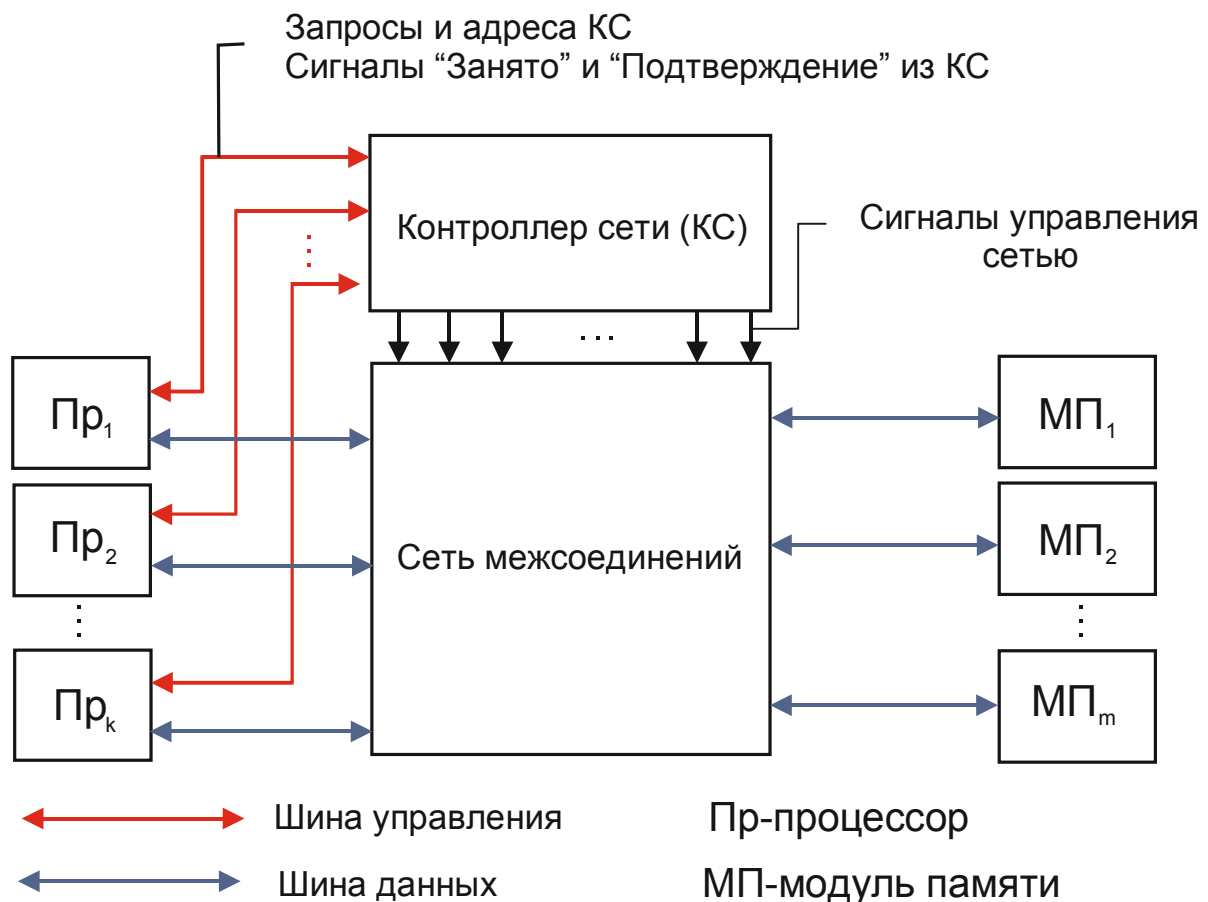 Запросы и адреса КС
Сигналы “Занято” и “Подтверждение” из КС
Контроллер сети (КС)
Сигналы управления
сетью
...
Пр₁
МП₁
Пр₂
Сеть межсоединений
МП₂
Прₖ
МПₘ
Шина управления
Пр-процессор
Шина данных
МП-модуль памяти